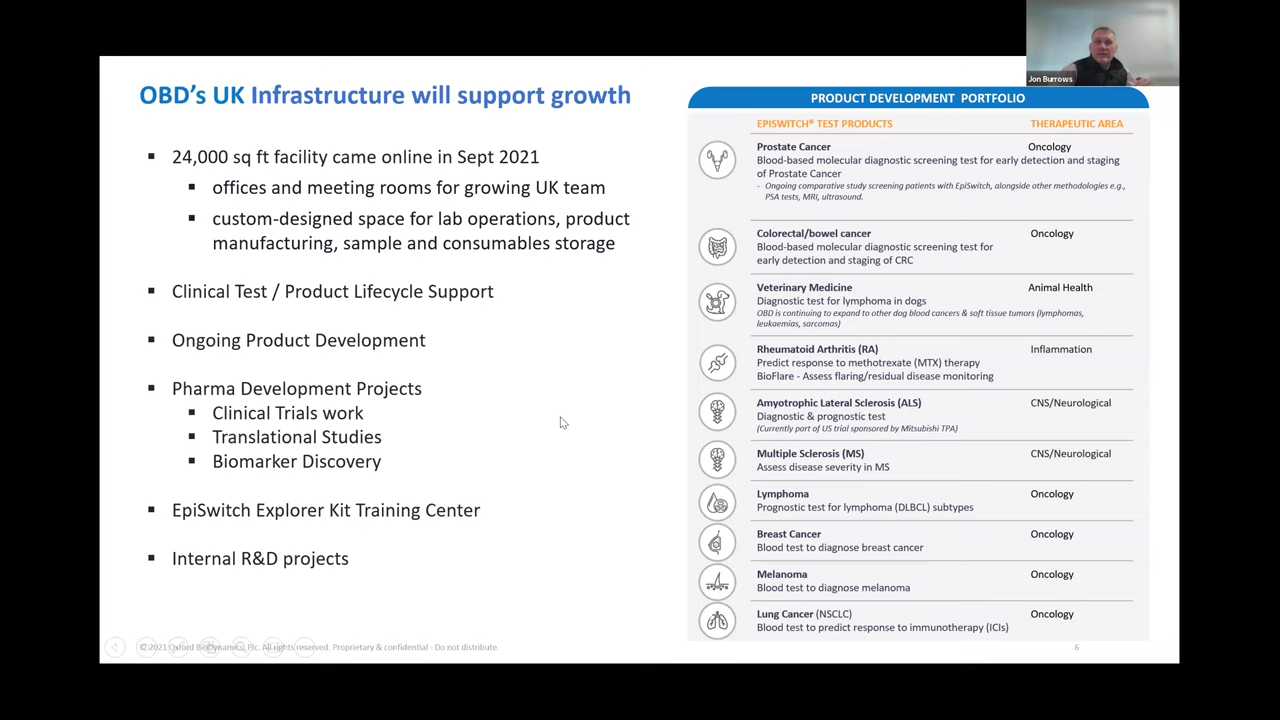 Jon Burrows
OBD's UK Infrastructure will support growth
▪ 24,000 sq ft facility came online in Sept 2021
▪ offices and meeting rooms for growing UK team
▪ custom-designed space for lab operations, product
manufacturing, sample and consumables storage
▪ Clinical Test / Product Lifecycle Support
▪ Ongoing Product Development
▪ Pharma Development Projects
▪ Clinical Trials work
▪ Translational Studies
▪ Biomarker Discovery
▪ EpiSwitch Explorer Kit Training Center
▪ Internal R&D projects
PRODUCT DEVELOPMENT PORTFOLIO
EPISWITCH® TEST PRODUCTS THERAPEUTIC AREA
Prostate Cancer Oncology
Blood-based molecular diagnostic screening test for early detection and staging
of Prostate Cancer
- Ongoing comparative study screening patients with EpiSwitch, alongside other methodologies e.g.,
PSA tests, MRI, ultrasound.
Colorectal/bowel cancer Oncology
Blood-based molecular diagnostic screening test for
early detection and staging of CRC
Veterinary Medicine Animal Health
Diagnostic test for lymphoma in dogs
OBD is continuing to expand to other dog blood cancers & soft tissue tumors (lymphomas,
leukaemias, sarcomas)
Rheumatoid Arthritis (RA) Inflammation
Predict response to methotrexate (MTX) therapy
BioFlare - Assess flaring/residual disease monitoring
Amyotrophic Lateral Sclerosis (ALS) CNS/Neurological
Diagnostic & prognostic test
(Currently part of US trial sponsored by Mitsubishi TPA)
Multiple Sclerosis (MS) CNS/Neurological
Assess disease severity in MS
Lymphoma Oncology
Prognostic test for lymphoma (DLBCL) subtypes
Breast Cancer Oncology
Blood test to diagnose breast cancer
Melanoma Oncology
Blood test to diagnose melanoma
Lung Cancer (NSCLC) Oncology
Blood test to predict response to immunotherapy (ICIs)
© 2021 Oxford BioDynamics, Plc. All rights reserved. Proprietary & confidential - Do not distribute.
6